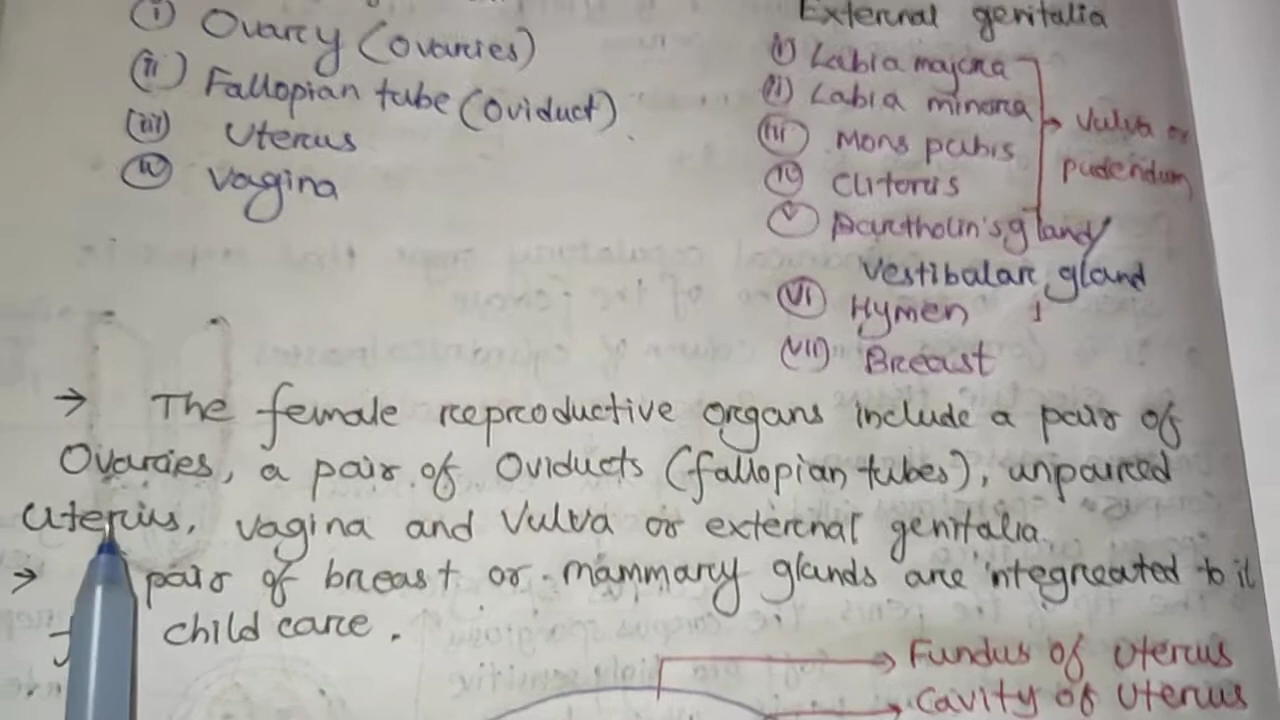 (i) Ovary (Ovaries)
(ii) Fallopian tube (Oviduct).
(iii) Uterus
(iv) Vagina
External genitalia
(i) Labia majora
(ii) Labia minora
(iii) Mons pubis
(iv) Clitoris
(v) Bartholin's gland/
Vestibular gland
(vi) Hymen
(vii) Breast
Vulva or
pudendum
→ The female reproductive organs include a pair of
Ovaries, a pair of Oviducts (fallopian tubes), unpaired
uterus, vagina and vulva or external genitalia.
→ pair of breast or mammary glands are integreated to it
child care.
→ Fundus of Uterus
→ Cavity of Uterus